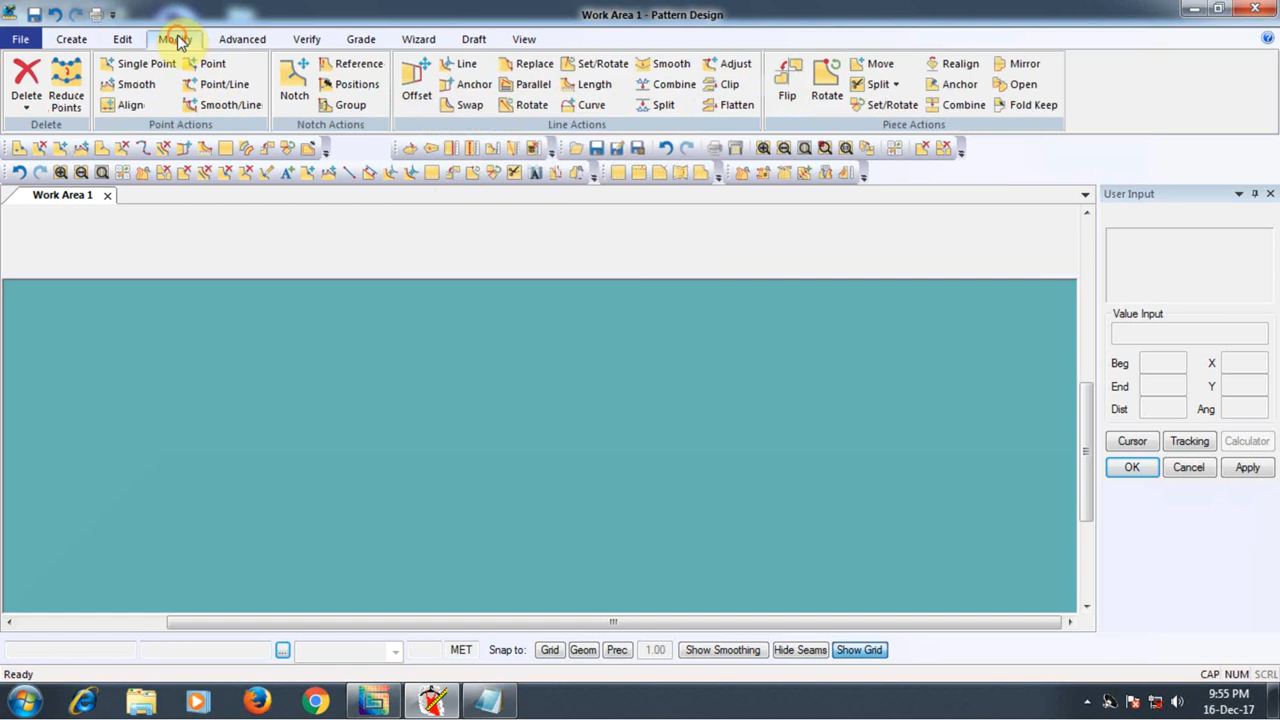 Work Area 1 - Pattern Design
File Create Edit Modify Advanced Verify Grade Wizard Draft View
Single Point Point Reference Line Replace Set/Rotate Smooth Adjust Move Realign Mirror
Delete Reduce Points Smooth Point/Line Notch Positions Offset Anchor Parallel Length Combine Clip Flip Rotate Split Anchor Open
Align Smooth/Line Group Swap Rotate Curve Split Flatten Set/Rotate Combine Fold Keep
Delete Point Actions Notch Actions Line Actions Piece Actions
Work Area 1
User Input
Value Input
Beg X
End Y
Dist Ang
Cursor Tracking Calculator
OK Cancel Apply
... MET Snap to: Grid Geom Prec 1.00 Show Smoothing Hide Seams Show Grid
Ready CAP NUM SCRL
9:55 PM
16-Dec-17